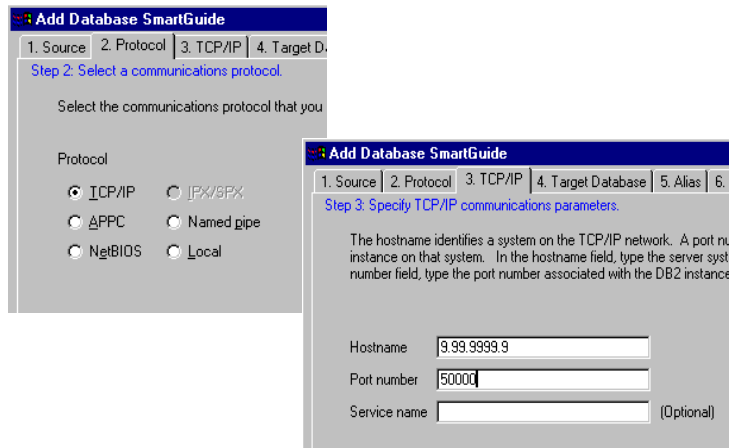 Add Database SmartGuide
1. Source 2. Protocol 3. TCP/IP 4. Target D
Step 2: Select a communications protocol.
Select the communications protocol that you
Protocol
TCP/IP IPX/SPX
APPC Named pipe
NetBIOS Local
Add Database SmartGuide
1. Source 2. Protocol 3. TCP/IP 4. Target Database 5. Alias 6.
Step 3: Specify TCP/IP communications parameters.
The hostname identifies a system on the TCP/IP network. A port nu
instance on that system. In the hostname field, type the server syst
number field, type the port number associated with the DB2 instance
Hostname 9.99.9999.9
Port number 50000
Service name (Optional)